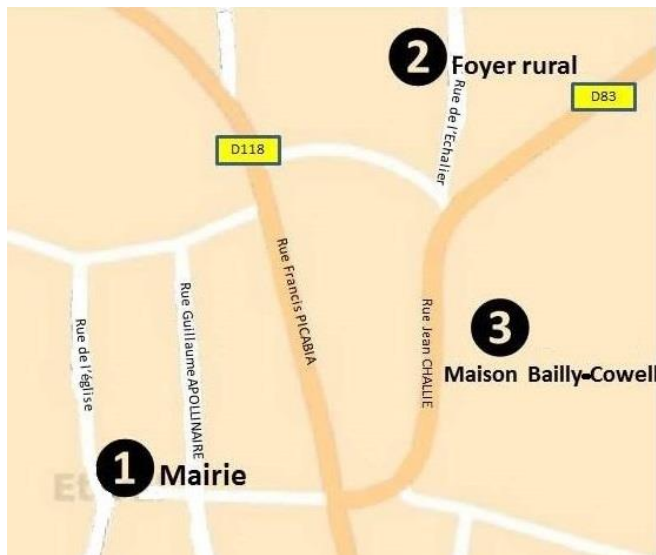 2 Foyer rural
D83
Rue de l'Echalier
D118
Rue Francis PICABIA
Rue Guillaume APOLLINAIRE
Rue de l'église
Rue Jean CHALLIE
3
Maison Bailly-Cowell
1 Mairie